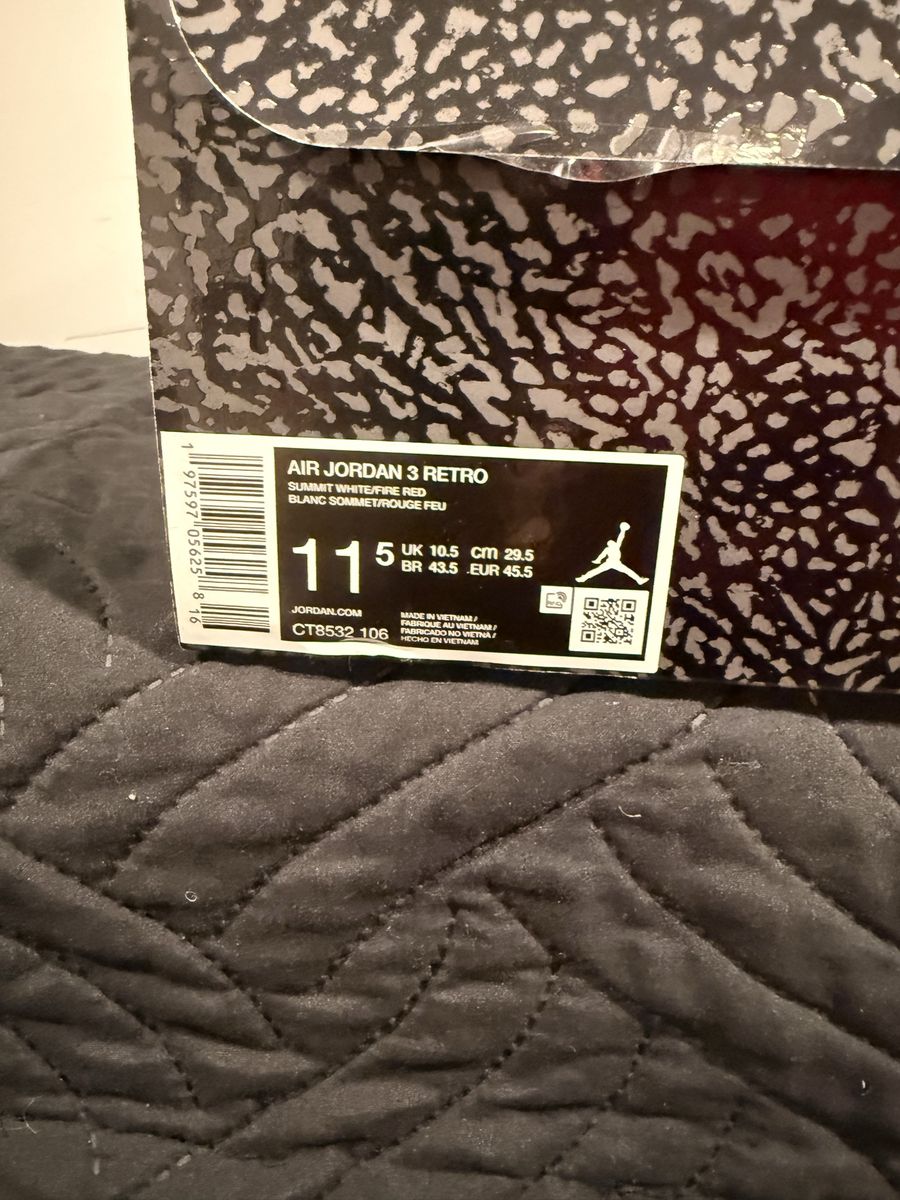 1 97597 05625 8 16
AIR JORDAN 3 RETRO
SUMMIT WHITE/FIRE RED
BLANC SOMMET/ROUGE FEU
11 5
UK 10.5 cm 29.5
BR 43.5 EUR 45.5
JORDAN.COM
CT8532 106
MADE IN VIETNAM /
FABRIQUE AU VIETNAM /
FABRICADO NO VIETNÃ /
HECHO EN VIETNAM